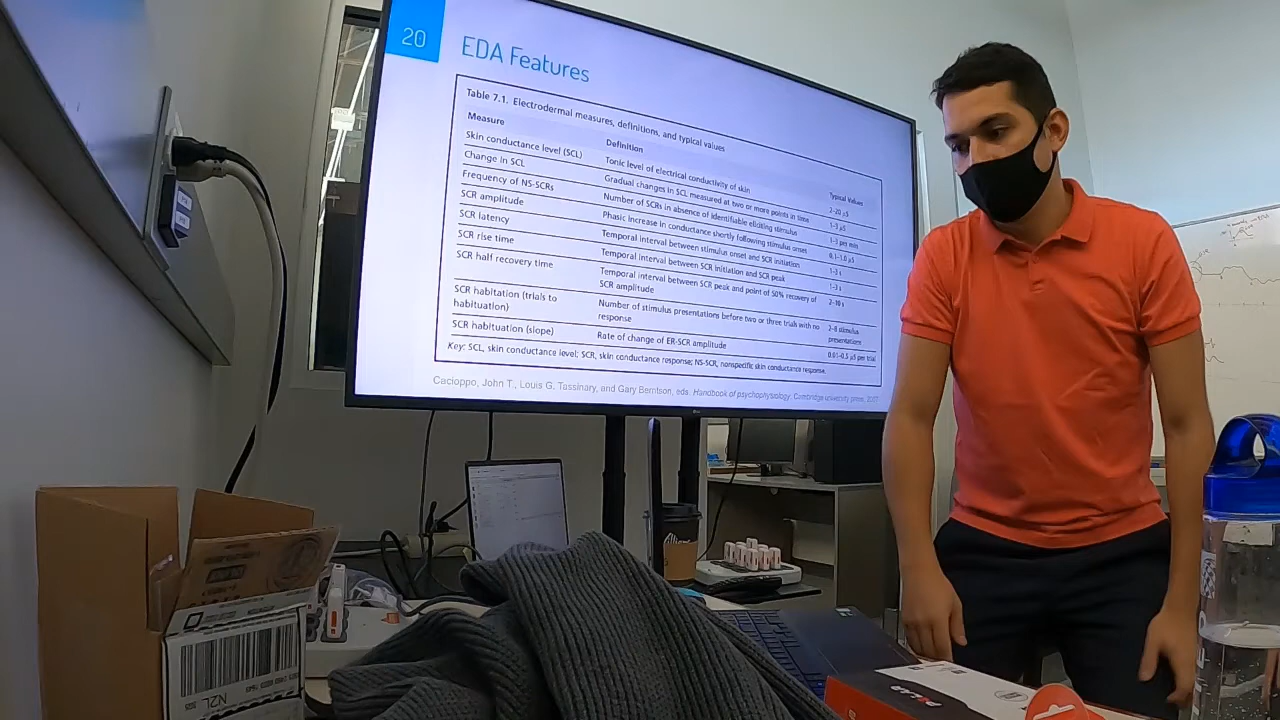 20
EDA Features
Table 7.1. Electrodermal measures, definitions, and typical values
Measure Definition Typical Values
Skin conductance level (SCL) Tonic level of electrical conductivity of skin 2–20 μS
Change in SCL Gradual changes in SCL measured at two or more points in time 1–3 μS
Frequency of NS-SCRs Number of SCRs in absence of identifiable eliciting stimulus 1–3 per min
SCR amplitude Phasic increase in conductance shortly following stimulus onset 0.1–1.0 μS
SCR latency Temporal interval between stimulus onset and SCR initiation 1–3 s
SCR rise time Temporal interval between SCR initiation and SCR peak 1–3 s
SCR half recovery time Temporal interval between SCR peak and point of 50% recovery of 2–10 s
SCR amplitude
SCR habitation (trials to Number of stimulus presentations before two or three trials with no 2–8 stimulus
habituation) response presentations
SCR habituation (slope) Rate of change of ER-SCR amplitude 0.01–0.5 μS per trial
Key: SCL, skin conductance level; SCR, skin conductance response; NS-SCR, nonspecific skin conductance response.
Cacioppo, John T., Louis G. Tassinary, and Gary Berntson, eds. Handbook of psychophysiology. Cambridge university press, 2007
N2L